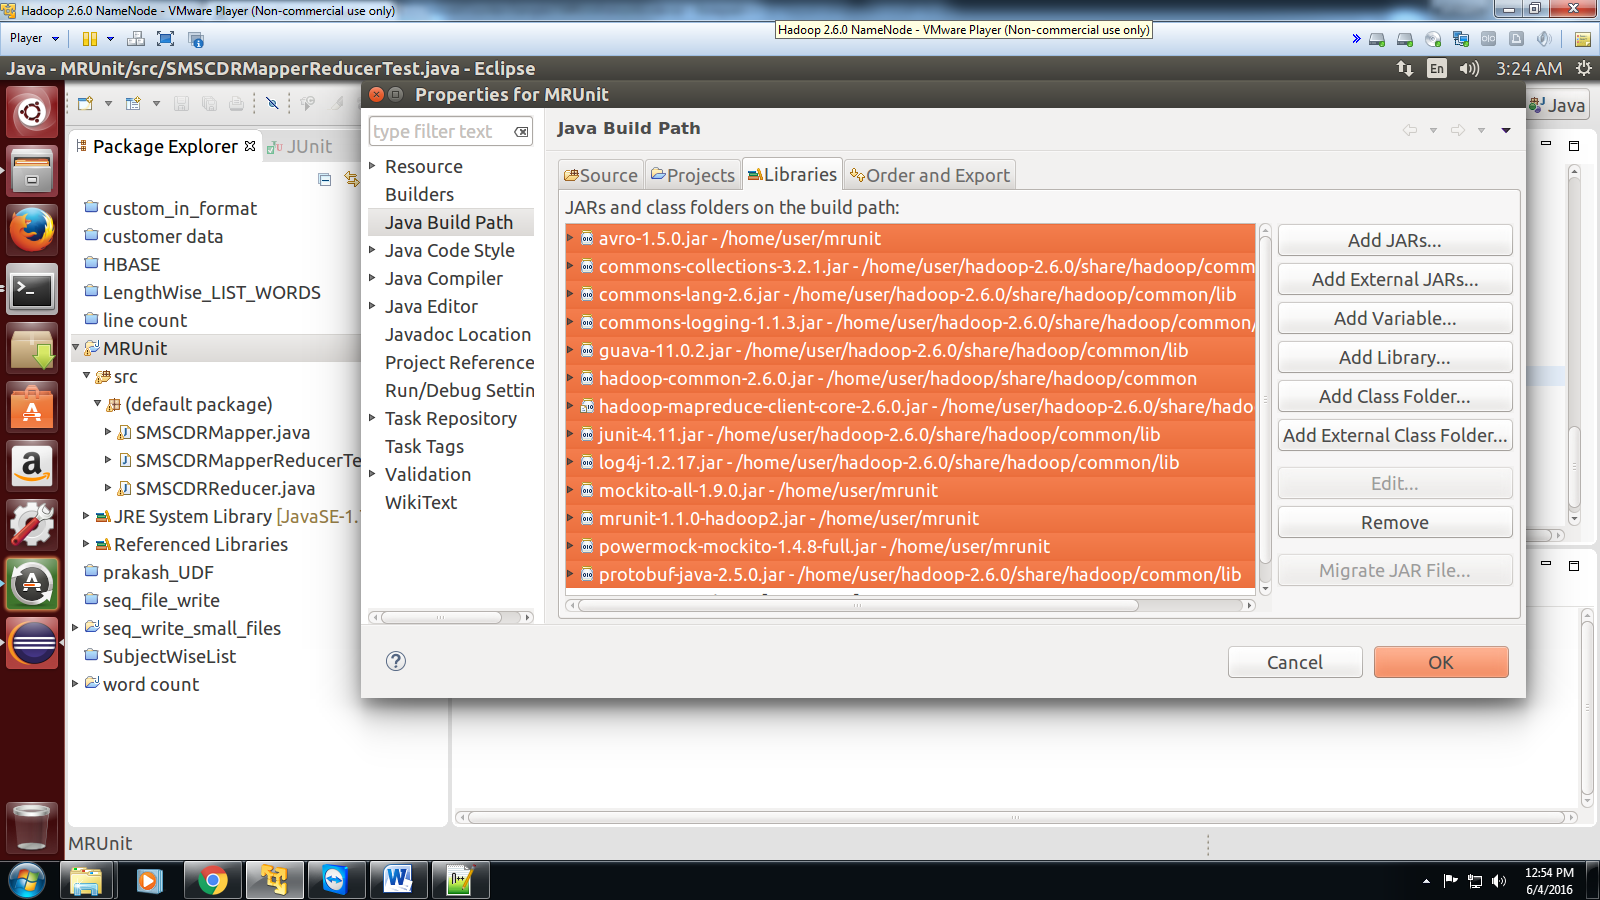 Hadoop 2.6.0 NameNode - VMware Player (Non-commercial use only)
Player
Hadoop 2.6.0 NameNode - VMware Player (Non-commercial use only)
Java - MRUnit/src/SMSCDRMapperReducerTest.java - Eclipse
En
3:24 AM
Properties for MRUnit
Java
Package Explorer
JUnit
custom_in_format
customer data
HBASE
LengthWise_LIST_WORDS
line count
MRUnit
src
(default package)
SMSCDRMapper.java
SMSCDRMapperReducerTe
SMSCDRReducer.java
JRE System Library [JavaSE-1.
Referenced Libraries
prakash_UDF
seq_file_write
seq_write_small_files
SubjectWiseList
word count
type filter text
Resource
Builders
Java Build Path
Java Code Style
Java Compiler
Java Editor
Javadoc Location
Project Reference
Run/Debug Settin
Task Repository
Task Tags
Validation
WikiText
Java Build Path
Source
Projects
Libraries
Order and Export
JARs and class folders on the build path:
avro-1.5.0.jar - /home/user/mrunit
commons-collections-3.2.1.jar - /home/user/hadoop-2.6.0/share/hadoop/comm
commons-lang-2.6.jar - /home/user/hadoop-2.6.0/share/hadoop/common/lib
commons-logging-1.1.3.jar - /home/user/hadoop-2.6.0/share/hadoop/common/
guava-11.0.2.jar - /home/user/hadoop-2.6.0/share/hadoop/common/lib
hadoop-common-2.6.0.jar - /home/user/hadoop/share/hadoop/common
hadoop-mapreduce-client-core-2.6.0.jar - /home/user/hadoop-2.6.0/share/hado
junit-4.11.jar - /home/user/hadoop-2.6.0/share/hadoop/common/lib
log4j-1.2.17.jar - /home/user/hadoop-2.6.0/share/hadoop/common/lib
mockito-all-1.9.0.jar - /home/user/mrunit
mrunit-1.1.0-hadoop2.jar - /home/user/mrunit
powermock-mockito-1.4.8-full.jar - /home/user/mrunit
protobuf-java-2.5.0.jar - /home/user/hadoop-2.6.0/share/hadoop/common/lib
Add JARs...
Add External JARs...
Add Variable...
Add Library...
Add Class Folder...
Add External Class Folder...
Edit...
Remove
Migrate JAR File...
Cancel
OK
MRUnit
12:54 PM
6/4/2016